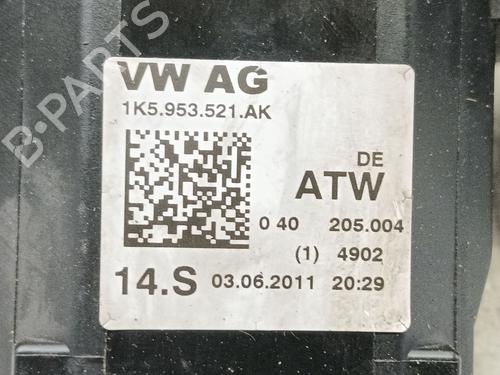 VW AG
1K5.953.521.AK
DE
ATW
0 40 205.004
(1) 4902
14.S 03.06.2011 20:29
B-PARTS